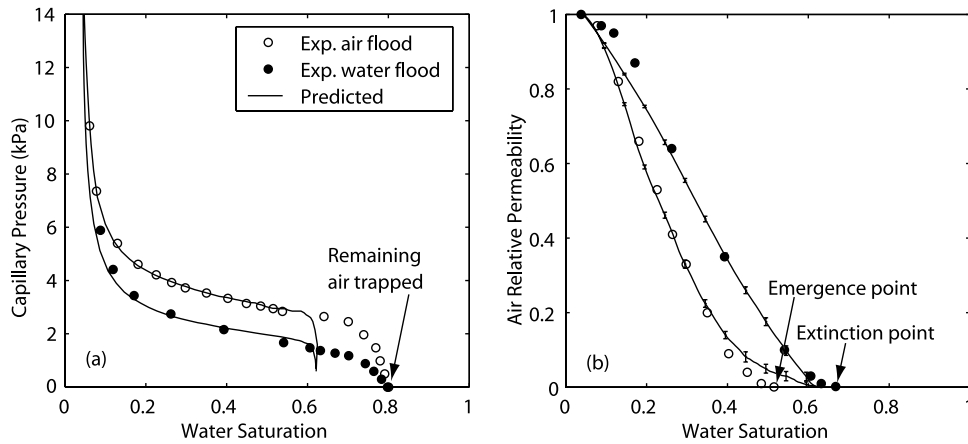 14
12
10
8
6
4
2
0
Capillary Pressure (kPa)
Exp. air flood
Exp. water flood
Predicted
Remaining
air trapped
(a)
0
0.2
0.4
0.6
0.8
1
Water Saturation
1
0.8
0.6
0.4
0.2
0
Air Relative Permeability
Emergence point
Extinction point
(b)
0
0.2
0.4
0.6
0.8
1
Water Saturation